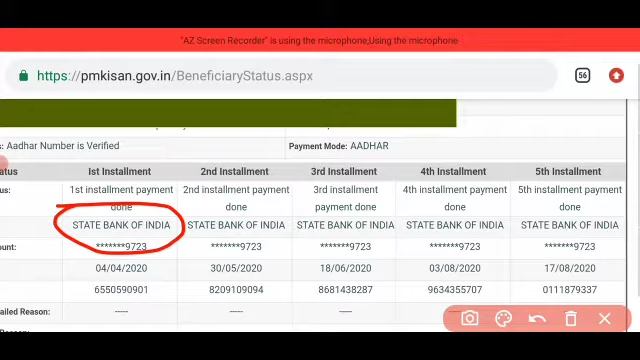 "AZ Screen Recorder" is using the microphone,Using the microphone
https://pmkisan.gov.in/BeneficiaryStatus.aspx
56
s: Aadhar Number is Verified Payment Mode: AADHAR
tatus Ist Installment 2nd Installment 3rd Installment 4th Installment 5th Installment
tus: 1st installment payment done 2nd installment payment done 3rd installment payment done 4th installment payment done 5th installment payment done
STATE BANK OF INDIA STATE BANK OF INDIA STATE BANK OF INDIA STATE BANK OF INDIA STATE BANK OF INDIA
ount: *******9723 *******9723 *******9723 *******9723 *******9723
04/04/2020 30/05/2020 18/06/2020 03/08/2020 17/08/2020
6550590901 8209109094 8681438287 9634355707 0111879337
ailed Reason: ----- ----- -----
Reason: